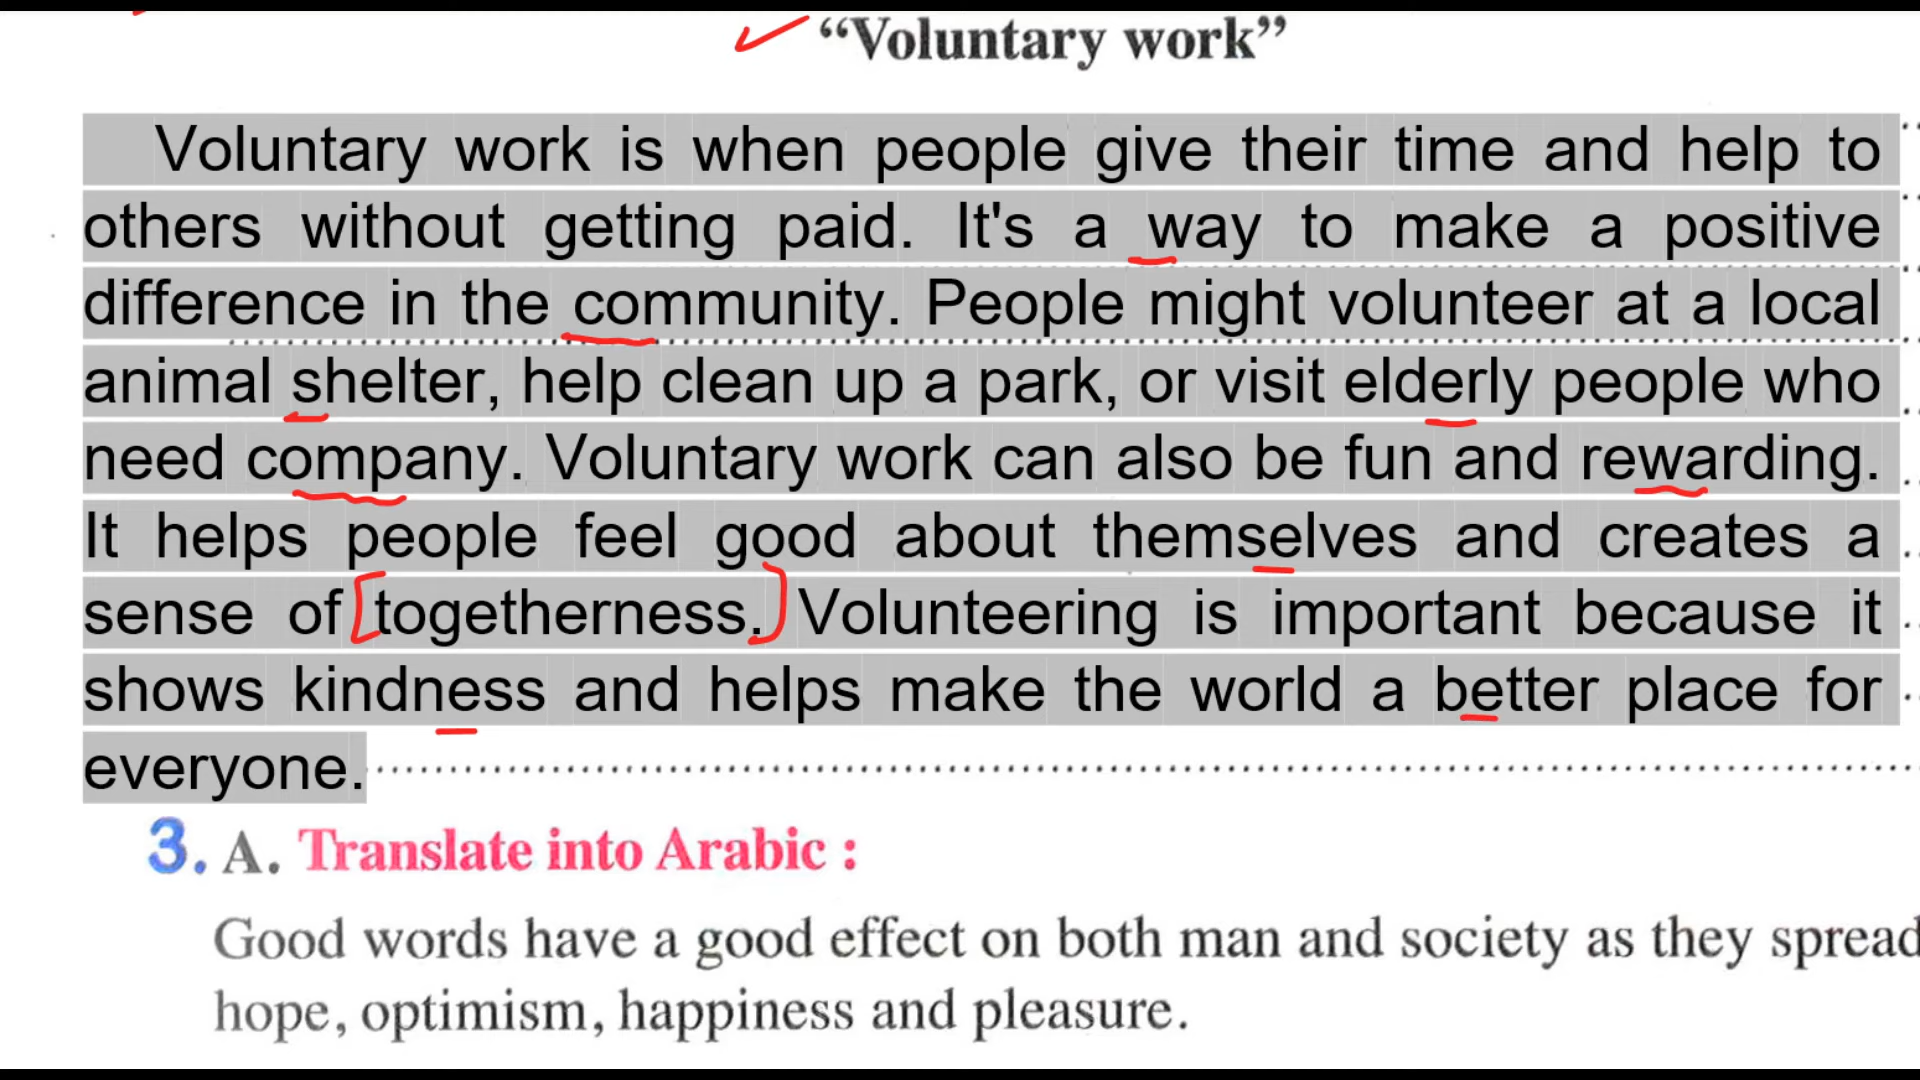 “Voluntary work”
Voluntary work is when people give their time and help to
others without getting paid. It's a way to make a positive
difference in the community. People might volunteer at a local
animal shelter, help clean up a park, or visit elderly people who
need company. Voluntary work can also be fun and rewarding.
It helps people feel good about themselves and creates a
sense of [togetherness.] Volunteering is important because it
shows kindness and helps make the world a better place for
everyone.
3. A. Translate into Arabic :
Good words have a good effect on both man and society as they spread
hope, optimism, happiness and pleasure.